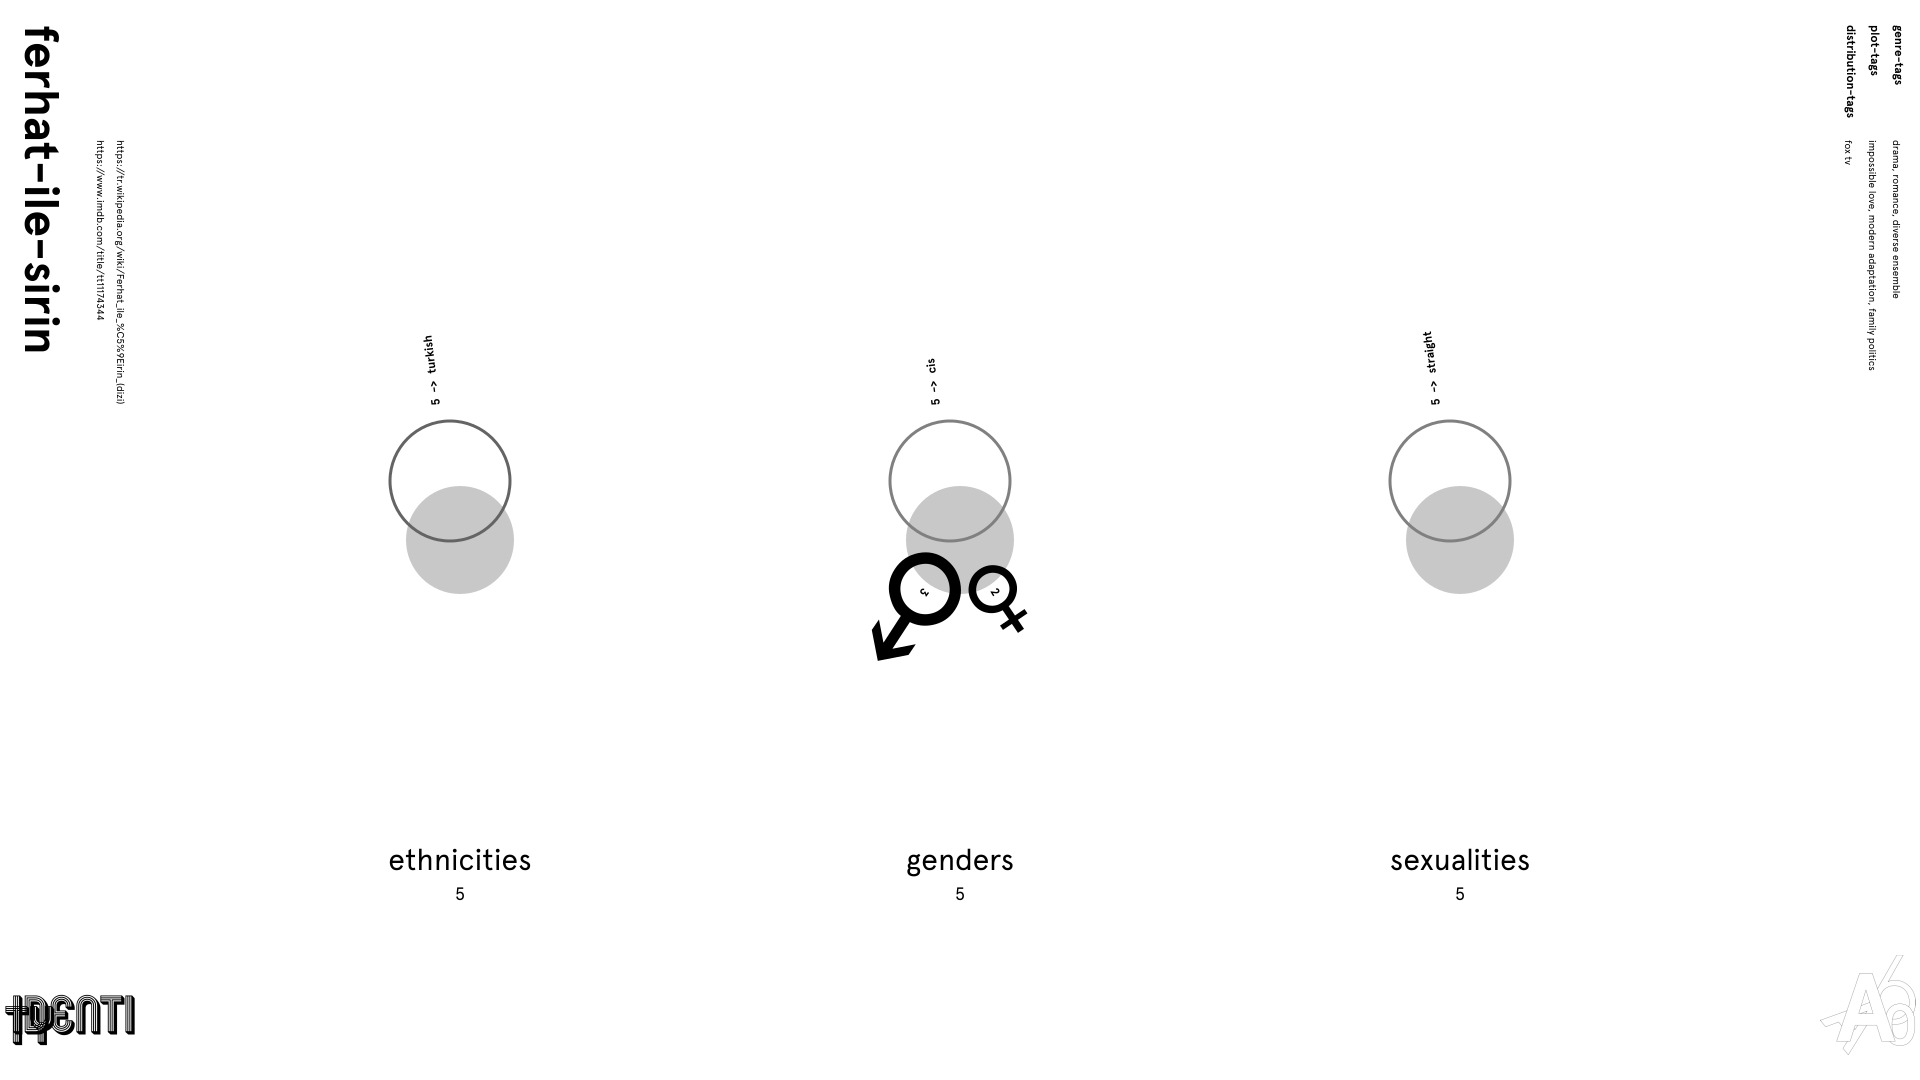 ferhat-ile-sirin
https://tr.wikipedia.org/wiki/Ferhat_ile_%C5%9Eirin_(dizi)
https://www.imdb.com/title/tt11174344
genre-tags
drama, romance, diverse ensemble
plot-tags
impossible love, modern adaptation, family politics
distribution-tags
fox tv
5 -> turkish
5 -> cis
5 -> straight
3
2
ethnicities
5
genders
5
sexualities
5
IDENTI